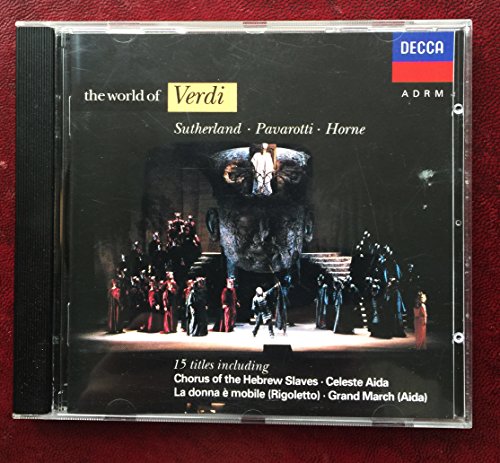 DECCA
ADRM
the world of Verdi
Sutherland · Pavarotti · Horne
15 titles including
Chorus of the Hebrew Slaves · Celeste Aida
La donna è mobile (Rigoletto) · Grand March (Aida)